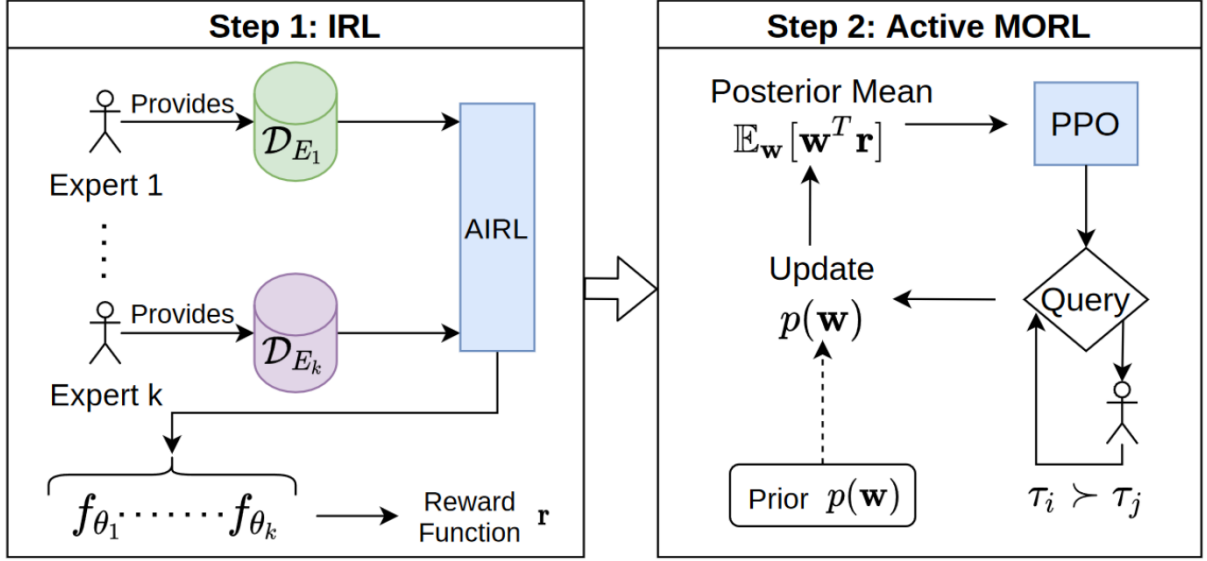 Step 1: IRL
Provides
𝒟_{E_1}
Expert 1
AIRL
Provides
𝒟_{E_k}
Expert k
f_{θ_1} ······· f_{θ_k}
Reward
Function r
Step 2: Active MORL
Posterior Mean
𝔼_w[w^T r]
PPO
Update
p(w)
Query
Prior p(w)
τ_i ≻ τ_j